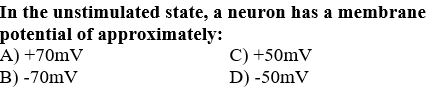 In the unstimulated state, a neuron has a membrane
potential of approximately:
A) +70mV C) +50mV
B) -70mV D) -50mV